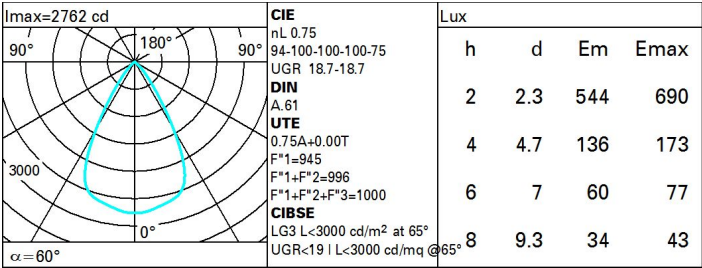 Imax=2762 cd
90°
180°
90°
3000
0°
α=60°
CIE
nL 0.75
94-100-100-100-75
UGR 18.7-18.7
DIN
A.61
UTE
0.75A+0.00T
F"1=945
F"1+F"2=996
F"1+F"2+F"3=1000
CIBSE
LG3 L<3000 cd/m² at 65°
UGR<19 | L<3000 cd/mq @65°
Lux
h d Em Emax
2 2.3 544 690
4 4.7 136 173
6 7 60 77
8 9.3 34 43